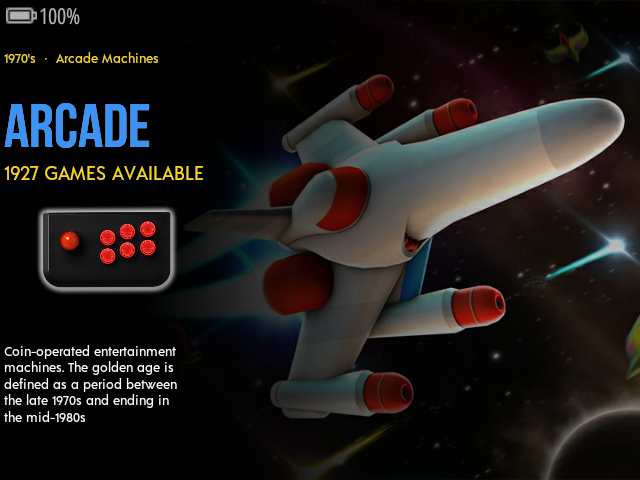 100%
1970's · Arcade Machines
ARCADE
1927 GAMES AVAILABLE
Coin-operated entertainment
machines. The golden age is
defined as a period between
the late 1970s and ending in
the mid-1980s